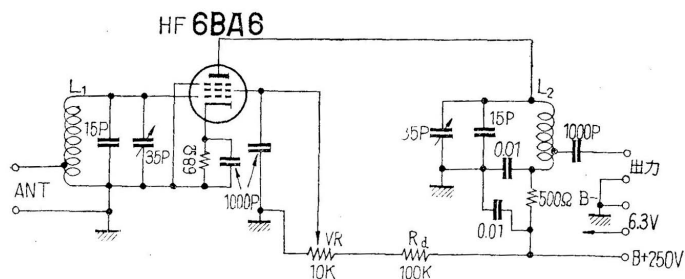 HF 6BA6
L1
15P
35P
68Ω
1000P
ANT
VR
10K
Rd
100K
L2
35P
15P
0.01
1000P
0.01
500Ω
出力
B-
6.3V
B+250V